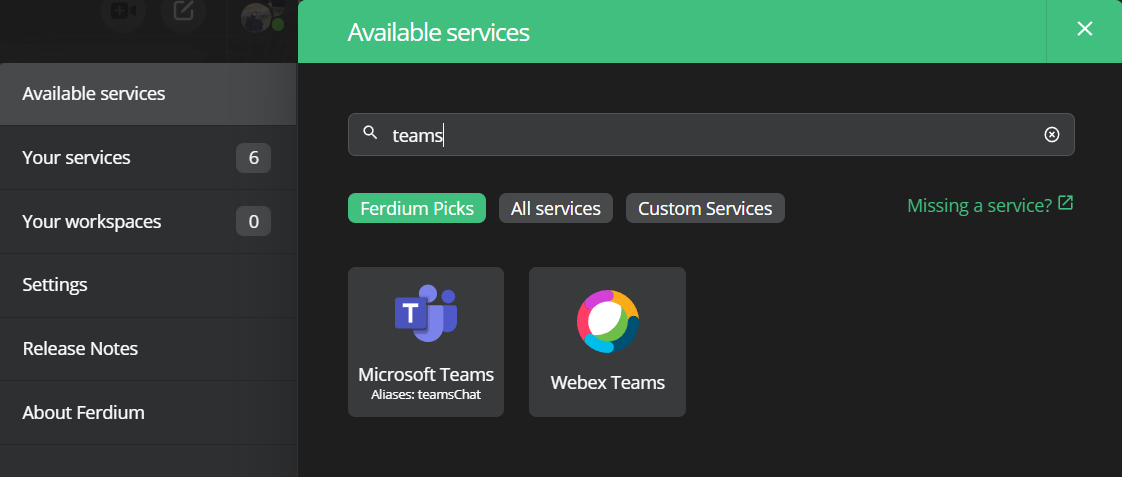 Available services
Available services
Your services 6
Your workspaces 0
Settings
Release Notes
About Ferdium
teams
Ferdium Picks All services Custom Services Missing a service?
T
Microsoft Teams
Aliases: teamsChat
Webex Teams